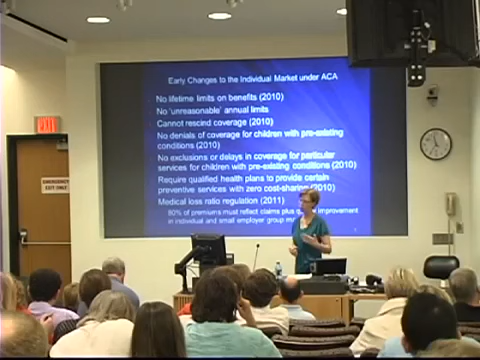 Early Changes to the Individual Market under ACA
No lifetime limits on benefits (2010)
No 'unreasonable' annual limits
Cannot rescind coverage (2010)
No denials of coverage for children with pre-existing
conditions (2010)
No exclusions or delays in coverage for particular
services for children with pre-existing conditions (2010)
Require qualified health plans to provide certain
preventive services with zero cost-sharing (2010)
Medical loss ratio regulation (2011)
80% of premiums must reflect claims plus improvement
in individual and small employer group
EXIT
EMERGENCY
EXIT ONLY